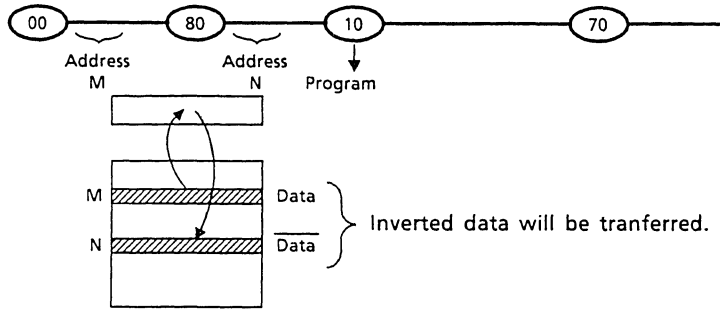 00 80 10 70
Address Address
M N Program
M Data
Inverted data will be tranferred.
N Data